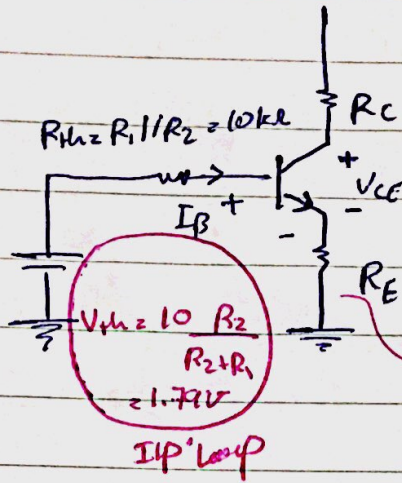 RC
Rth = R1//R2 = 10kΩ
+
VCE
-
IB
+
-
RE
Vth = 10 R2
R2+R1
= 1.79V
I/P Loop